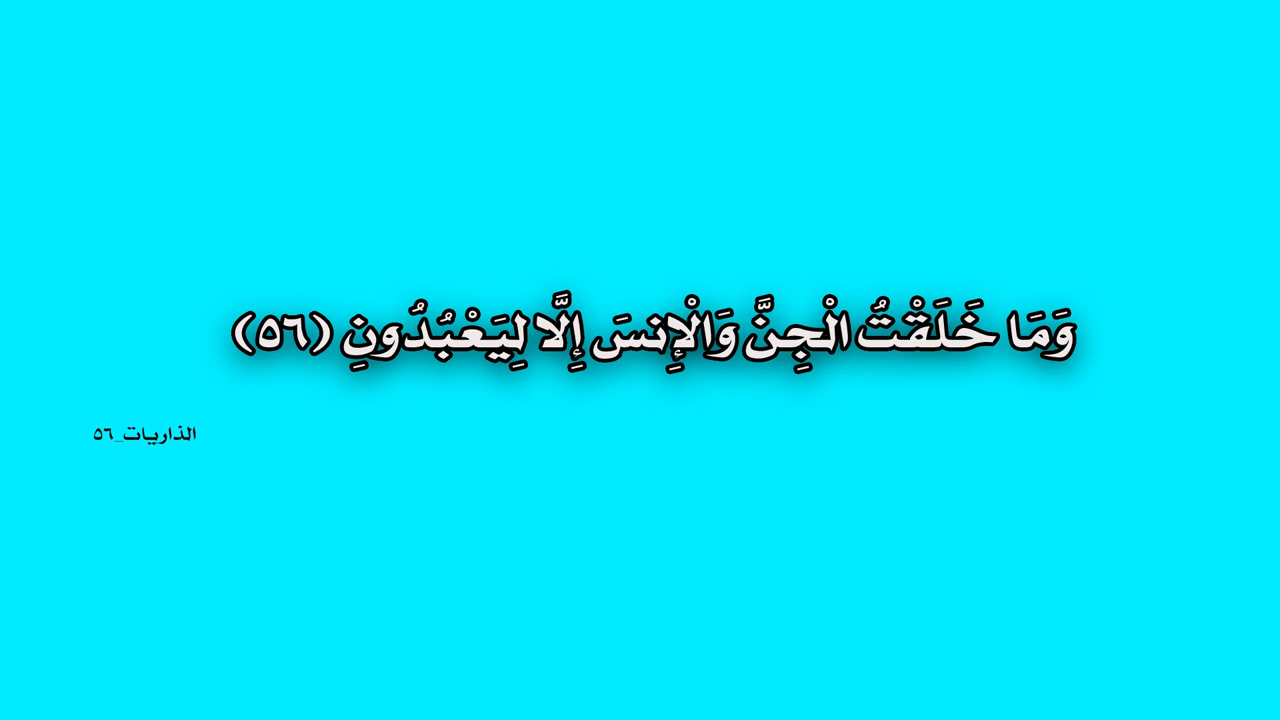 وَمَا خَلَقْتُ الْجِنَّ وَالْإِنسَ إِلَّا لِيَعْبُدُونِ (٥٦)
الذاريات_٥٦